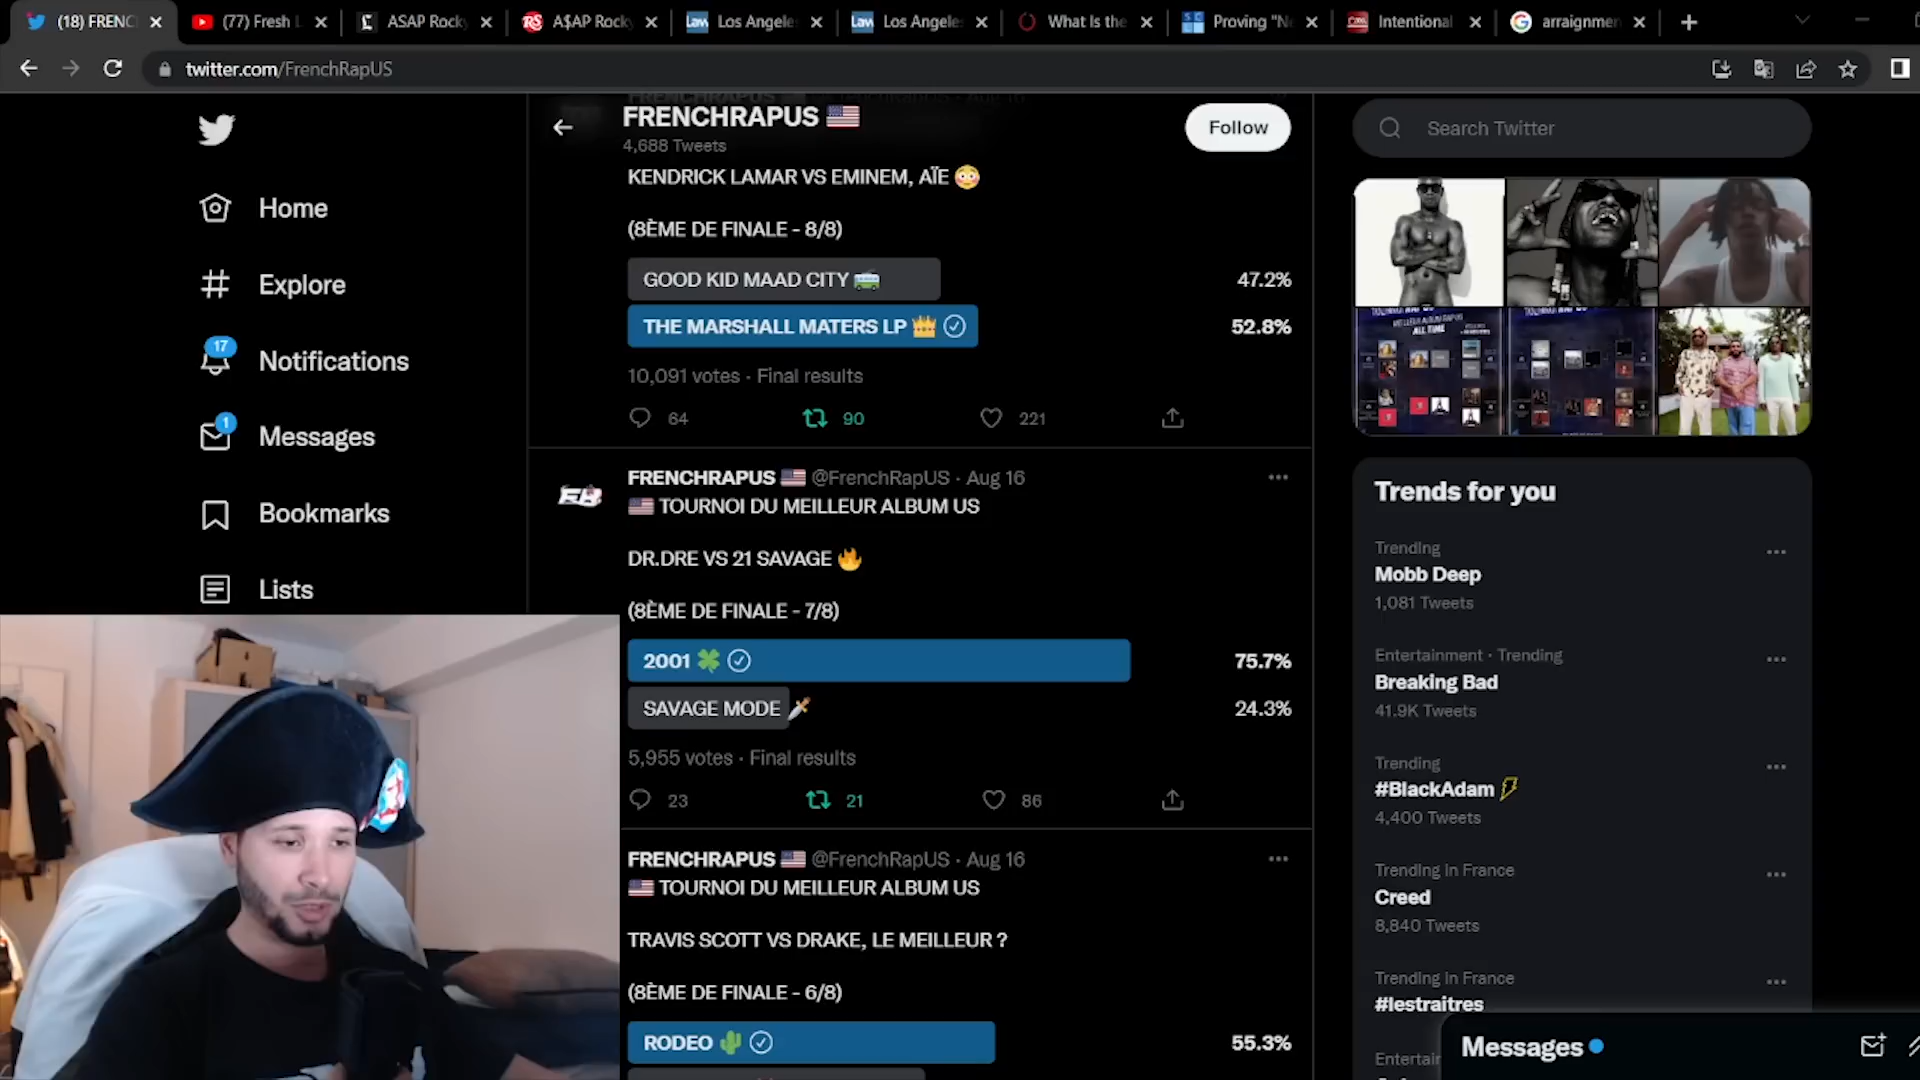 (18) FRENC
(77) Fresh L
ASAP Rock
A$AP Rock
Los Angele
Los Angele
What Is the
Proving "N
Intentional
arraignmen
twitter.com/FrenchRapUS
FRENCHRAPUS 🇺🇸
4,688 Tweets
Follow
Search Twitter
Home
Explore
17
Notifications
1
Messages
Bookmarks
Lists
KENDRICK LAMAR VS EMINEM, AÏE 😳
(8ÈME DE FINALE - 8/8)
GOOD KID MAAD CITY 🚎 47.2%
THE MARSHALL MATERS LP 👑 52.8%
10,091 votes · Final results
64 90 221
FRENCHRAPUS 🇺🇸 @FrenchRapUS · Aug 16
🇺🇸 TOURNOI DU MEILLEUR ALBUM US
DR.DRE VS 21 SAVAGE 🔥
(8ÈME DE FINALE - 7/8)
2001 🍀 75.7%
SAVAGE MODE 🗡 24.3%
5,955 votes · Final results
23 21 86
FRENCHRAPUS 🇺🇸 @FrenchRapUS · Aug 16
🇺🇸 TOURNOI DU MEILLEUR ALBUM US
TRAVIS SCOTT VS DRAKE, LE MEILLEUR ?
(8ÈME DE FINALE - 6/8)
RODEO 🌵 55.3%
ALL TIME
Trends for you
Trending
Mobb Deep
1,081 Tweets
Entertainment · Trending
Breaking Bad
41.9K Tweets
Trending
#BlackAdam
4,400 Tweets
Trending in France
Creed
8,840 Tweets
Trending in France
#lestraitres
Entertain
Messages